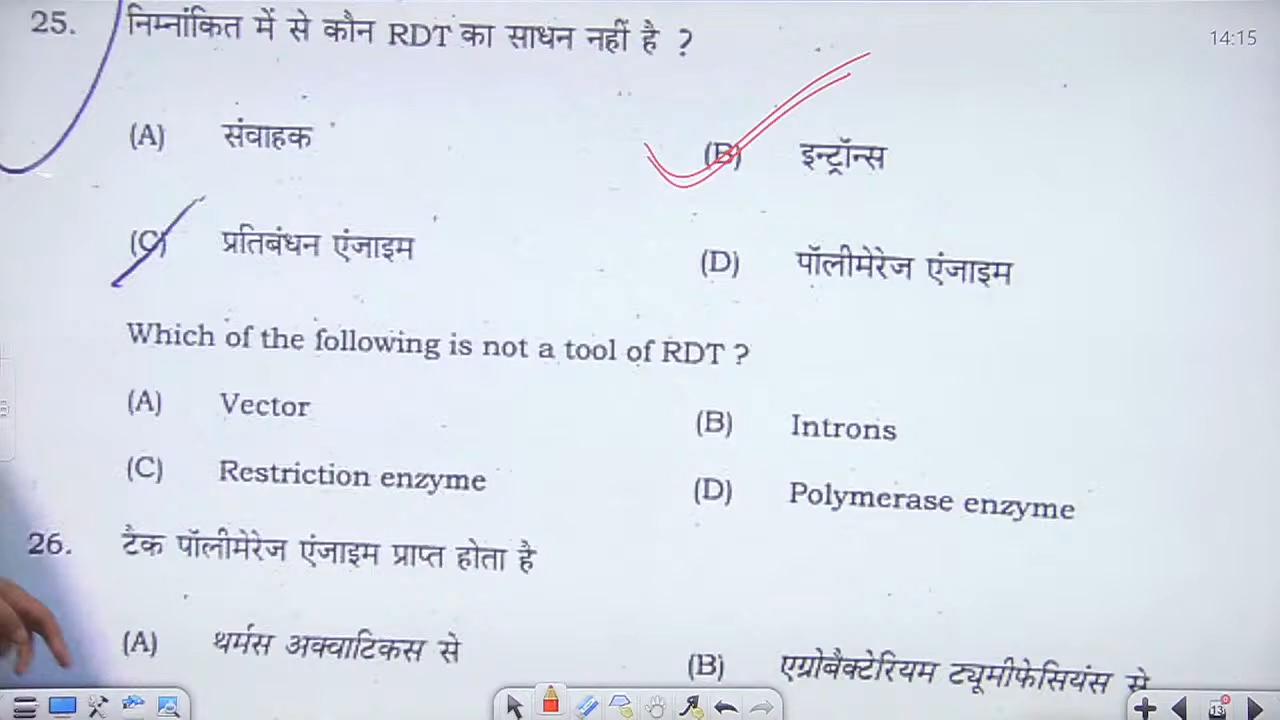 14:15
25. निम्नांकित में से कौन RDT का साधन नहीं है ?
(A) संवाहक (B) इन्ट्रॉन्स
(C) प्रतिबंधन एंजाइम (D) पॉलीमेरेज एंजाइम
Which of the following is not a tool of RDT ?
(A) Vector (B) Introns
(C) Restriction enzyme (D) Polymerase enzyme
26. टैक पॉलीमेरेज एंजाइम प्राप्त होता है
(A) थर्मस अक्वाटिकस से (B) एग्रोबैक्टेरियम ट्यूमीफेसियंस से
13